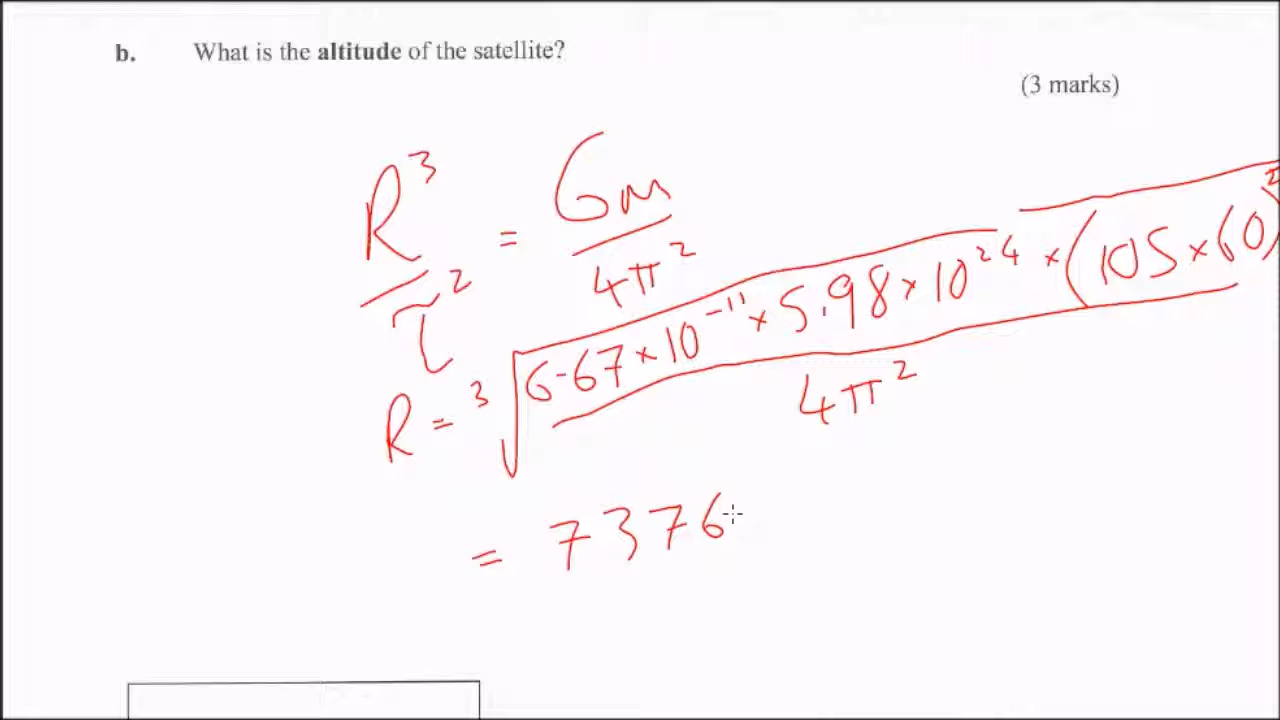 b. What is the altitude of the satellite?
(3 marks)
R³/T² = GM/4π²
R = ³√(6.67 × 10⁻¹¹ × 5.98 × 10²⁴ × (105 × 60)²/4π²)
= 7376